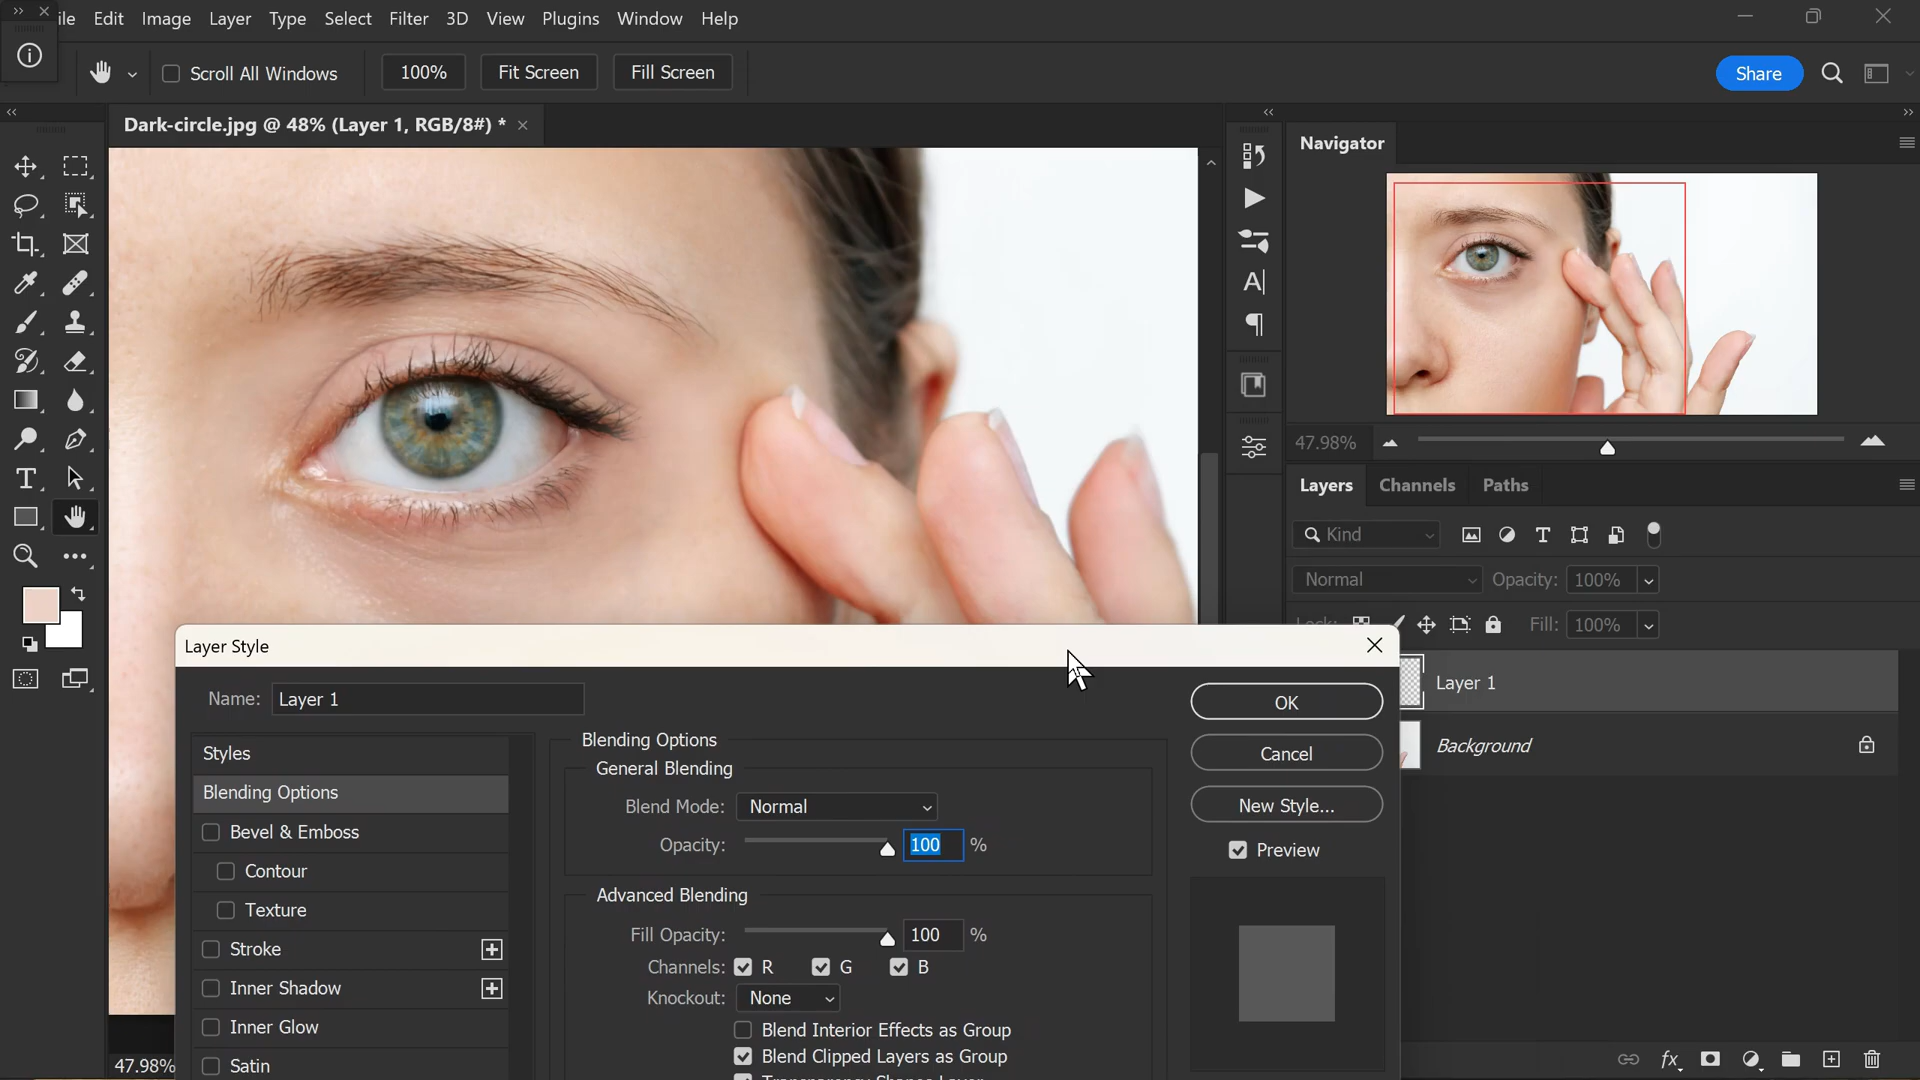 ile Edit Image Layer Type Select Filter 3D View Plugins Window Help
Scroll All Windows 100% Fit Screen Fill Screen Share
Dark-circle.jpg @ 48% (Layer 1, RGB/8#) *
Navigator
47.98%
Layers Channels Paths
Kind
Normal Opacity: 100%
Fill: 100%
Layer Style
Name: Layer 1
OK
Layer 1
Styles
Blending Options
Cancel
Background
General Blending
Blending Options
Blend Mode: Normal
New Style...
Bevel & Emboss
Opacity: 100 %
Preview
Contour
Advanced Blending
Texture
Fill Opacity: 100 %
Stroke
Channels: R G B
Inner Shadow
Knockout: None
Inner Glow
Blend Interior Effects as Group
Blend Clipped Layers as Group
47.98%
Satin